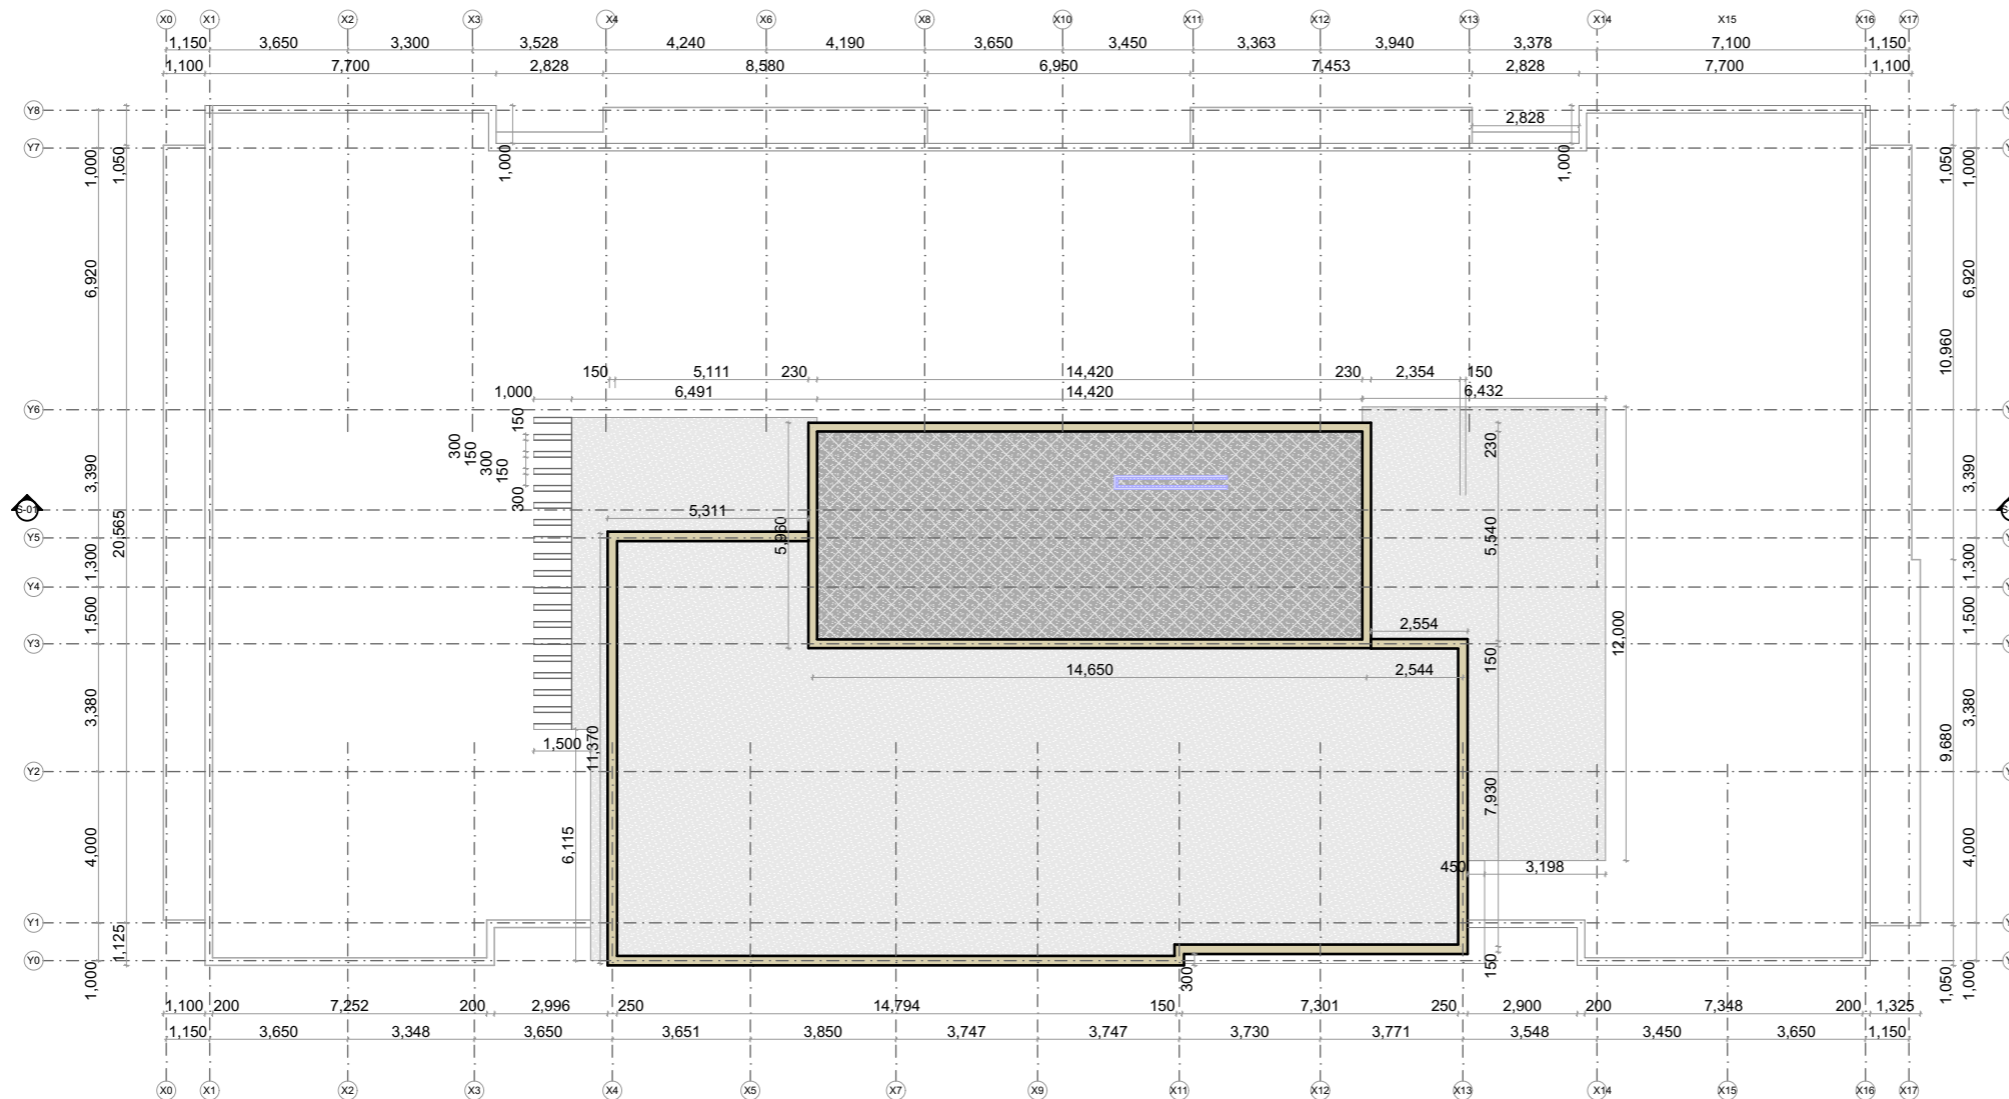 X0 X1 X2 X3 X4 X6 X8 X10 X11 X12 X13 X14 X15 X16 X17
1,150 3,650 3,300 3,528 4,240 4,190 3,650 3,450 3,363 3,940 3,378 7,100 1,150
1,100 7,700 2,828 8,580 6,950 7,453 2,828 7,700 1,100
Y8 2,828 Y
Y7 1,000 1,050 1,000 1,000 1,050 1,000 Y
6,920 10,960 6,920
150 5,111 230 14,420 230 2,354 150
1,000 6,491 14,420 6,432
Y6 Y
3,390 300 150 300 150 150 300 230 3,390
S-01 5,311
Y5 20,565 5,960 5,540 Y
1,300 1,300
Y4 Y
1,500 2,554 12,000 1,500
Y3 150 Y
14,650 2,544
3,380 1,500 11,370 9,680 3,380
Y2 Y
4,000 6,115 7,930 4,000
450 3,198
Y1 1,125 Y
Y0 1,000 300 150 1,050 1,000 Y
1,100 200 7,252 200 2,996 250 14,794 150 7,301 250 2,900 200 7,348 200 1,325
1,150 3,650 3,348 3,650 3,651 3,850 3,747 3,747 3,730 3,771 3,548 3,450 3,650 1,150
X0 X1 X2 X3 X4 X5 X7 X9 X11 X12 X13 X14 X15 X16 X17